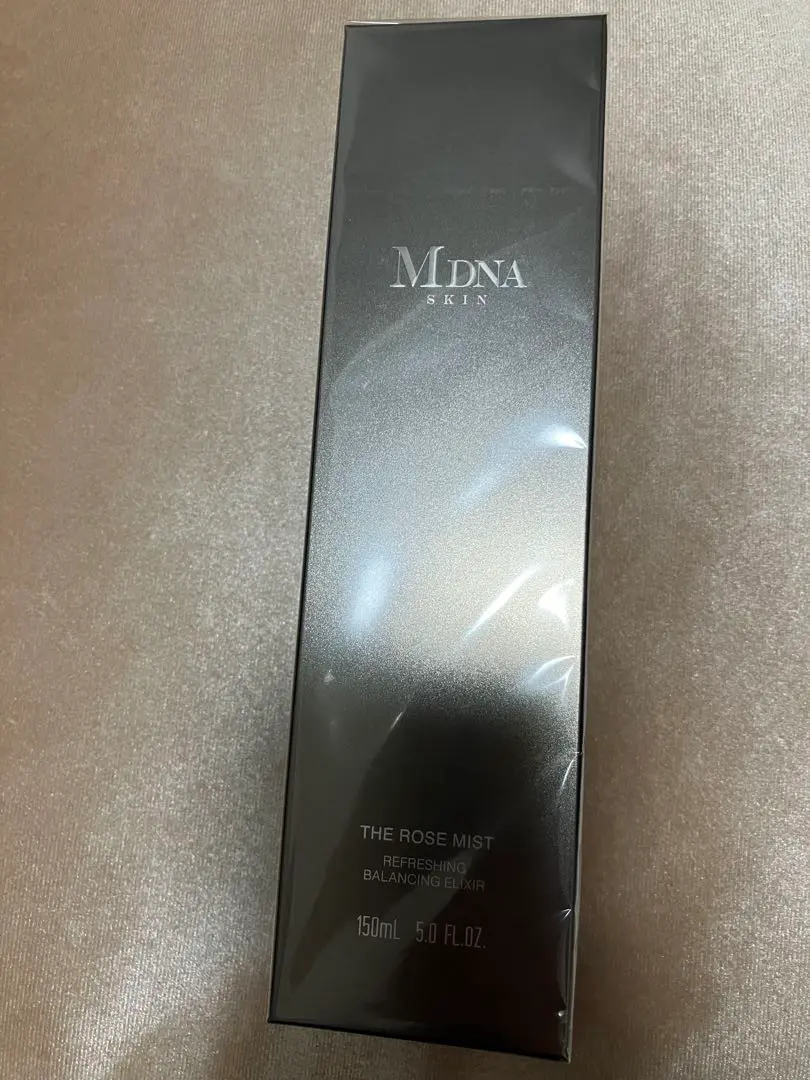 MDNA
SKIN
THE ROSE MIST
REFRESHING
BALANCING ELIXIR
150mL 5.0 FL.OZ.